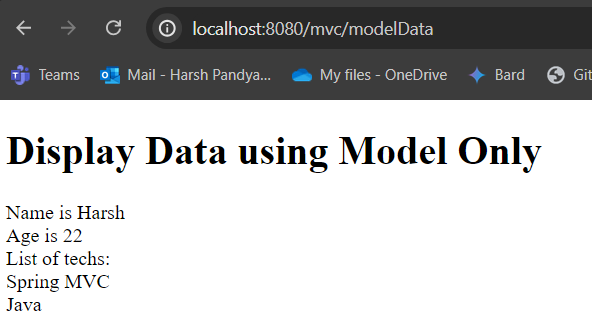 localhost:8080/mvc/modelData
Teams Mail - Harsh Pandya... My files - OneDrive Bard Git
Display Data using Model Only
Name is Harsh
Age is 22
List of techs:
Spring MVC
Java